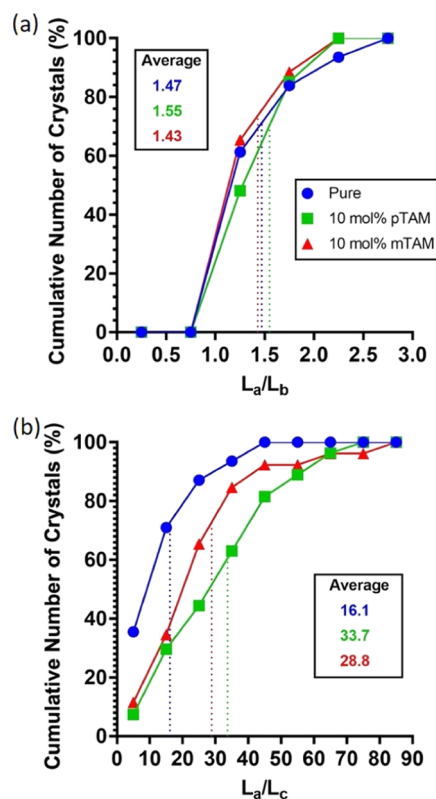 (a)
Cumulative Number of Crystals (%)
100
80
60
40
20
0
Average
1.47
1.55
1.43
Pure
10 mol% pTAM
10 mol% mTAM
0.0 0.5 1.0 1.5 2.0 2.5 3.0
La/Lb
(b)
Cumulative Number of Crystals (%)
100
80
60
40
20
0
Average
16.1
33.7
28.8
0 10 20 30 40 50 60 70 80 90
La/Lc